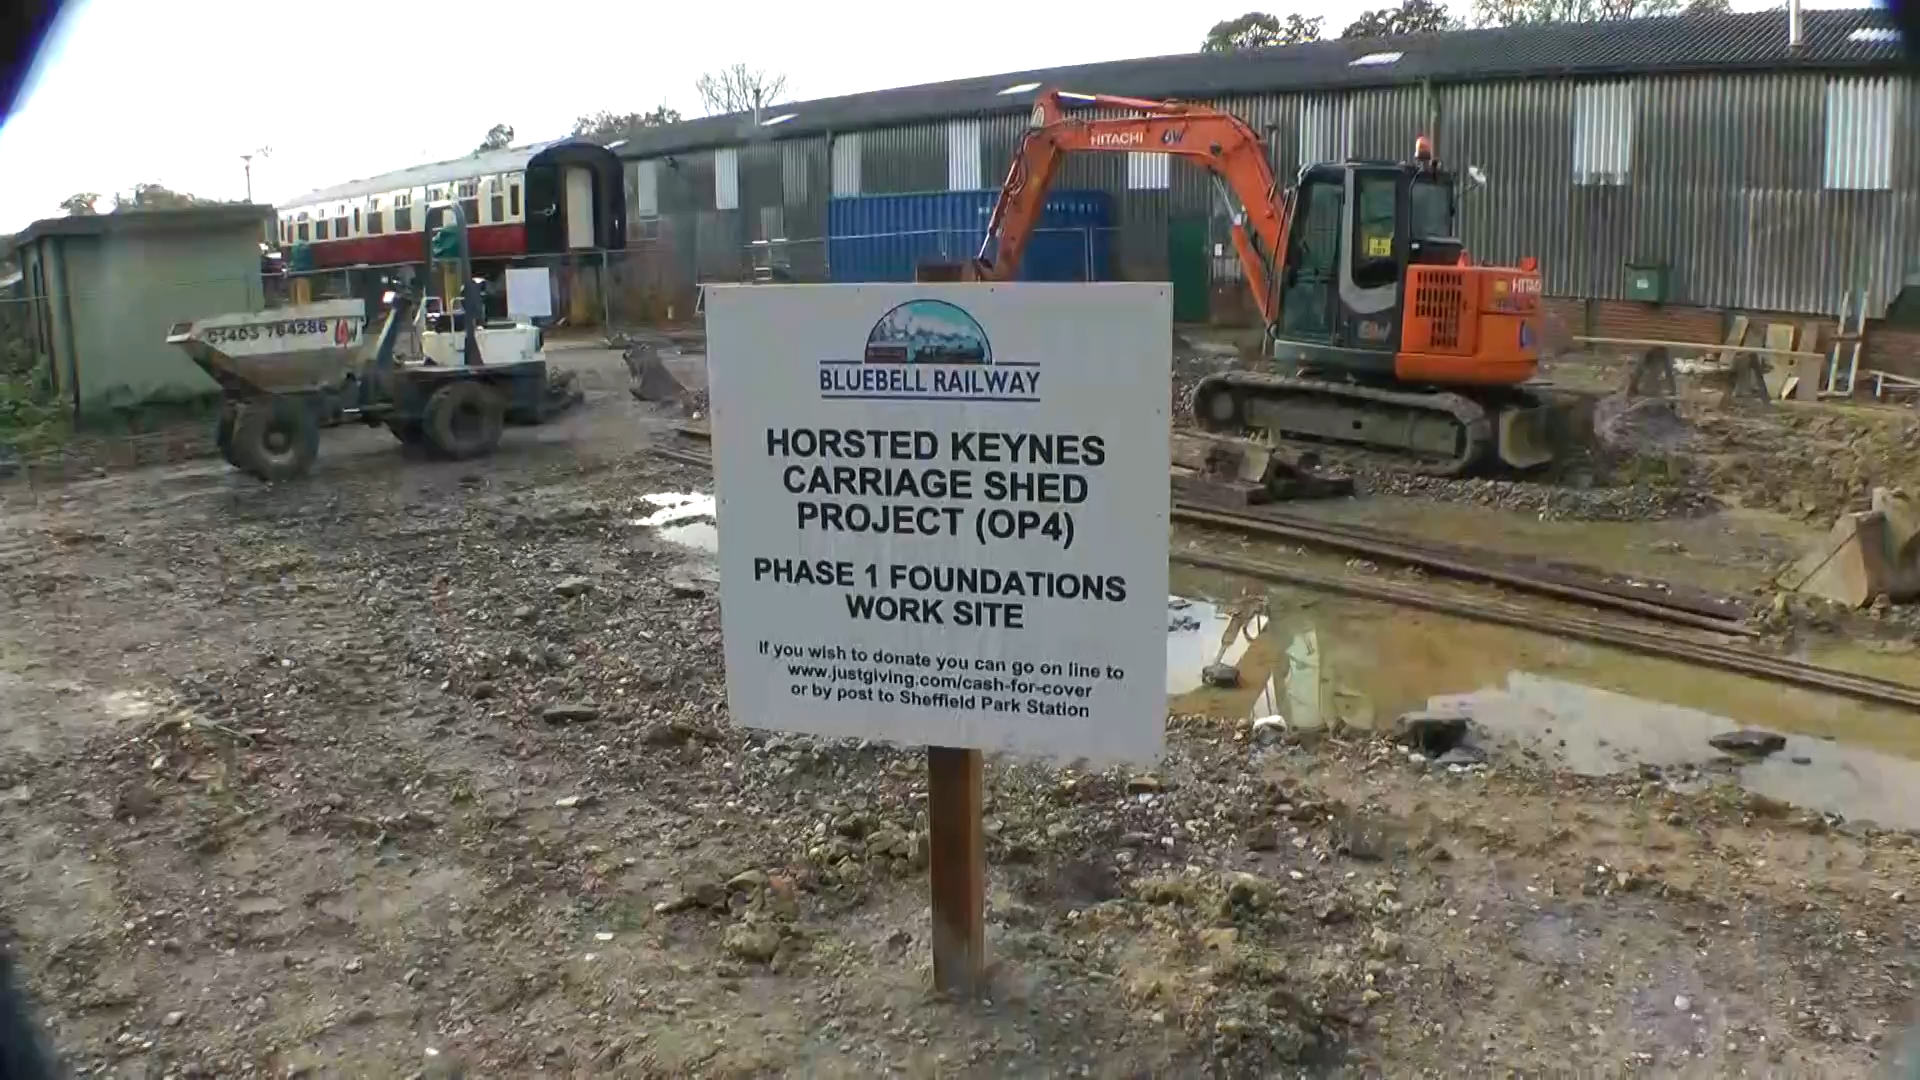 HITACHI
01403 784286
HITAC
BLUEBELL RAILWAY
HORSTED KEYNES
CARRIAGE SHED
PROJECT (OP4)
PHASE 1 FOUNDATIONS
WORK SITE
If you wish to donate you can go on line to
www.justgiving.com/cash-for-cover
or by post to Sheffield Park Station